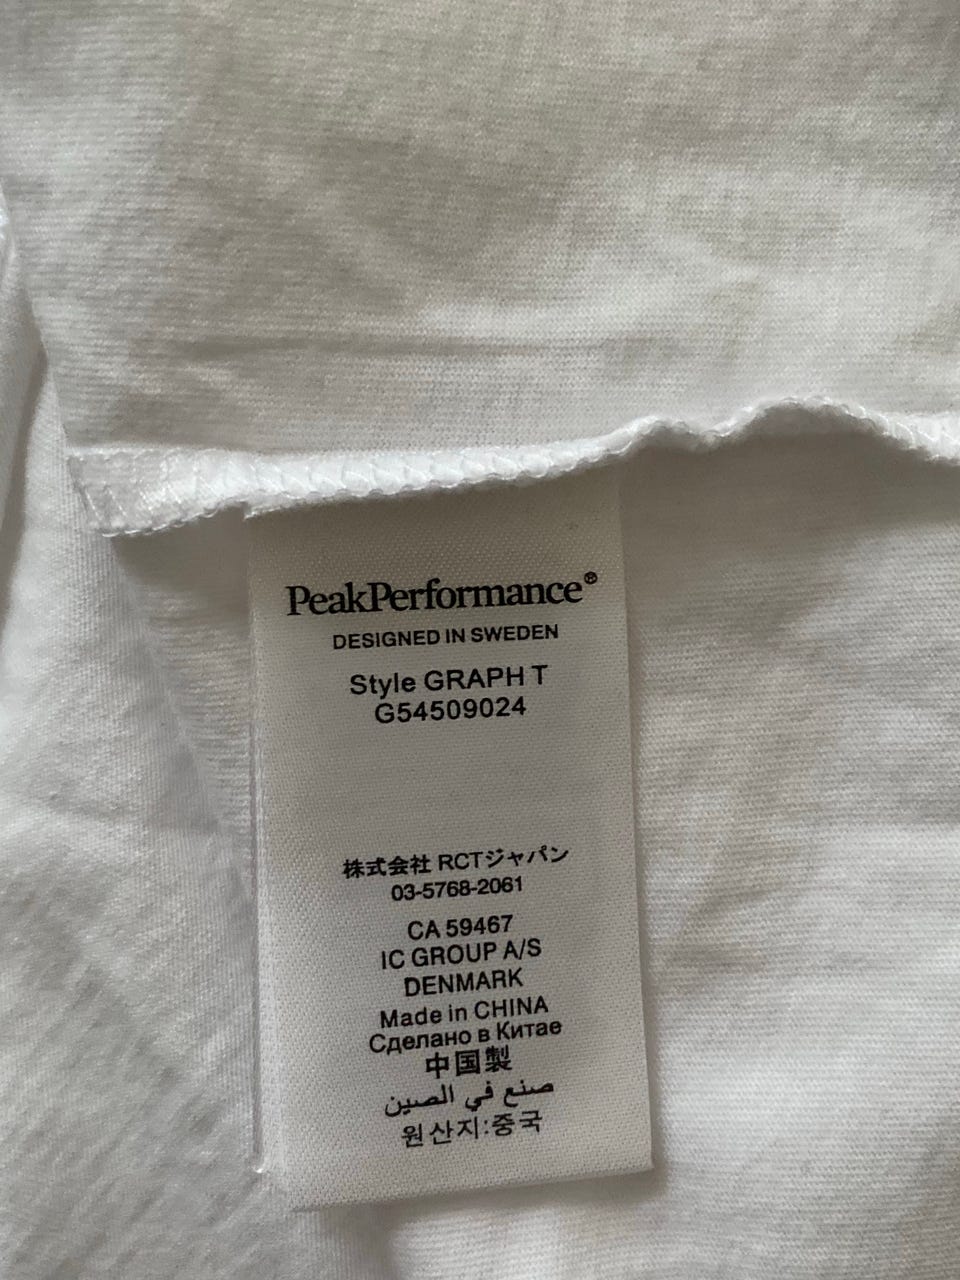 PeakPerformance®
DESIGNED IN SWEDEN
Style GRAPH T
G54509024
株式会社 RCTジャパン
03-5768-2061
CA 59467
IC GROUP A/S
DENMARK
Made in CHINA
Сделано в Китае
中国製
صنع في الصين
원산지:중국